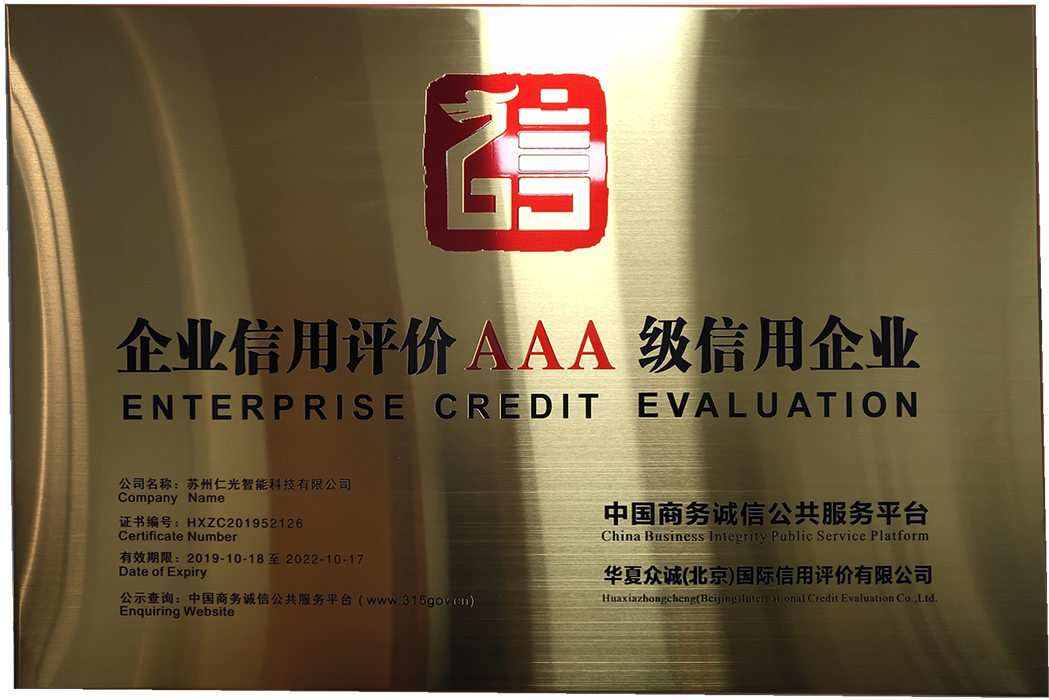 信
企业信用评价AAA级信用企业
ENTERPRISE CREDIT EVALUATION
公司名称：苏州仁光智能科技有限公司
Company Name
证书编号：HXZC201952126
Certificate Number
有效期限：2019-10-18 至 2022-10-17
Date of Expiry
公示查询：中国商务诚信公共服务平台（www.315gov.cn)
Enquiring Website
中国商务诚信公共服务平台
China Business Integrity Public Service Platform
华夏众诚(北京)国际信用评价有限公司
Huaxiazhongcheng(Beijing)International Credit Evaluation Co.,Ltd.